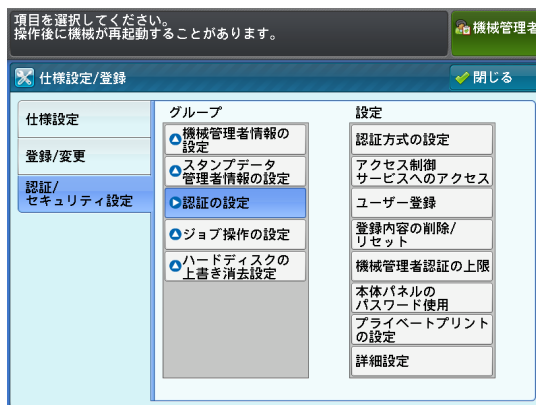 項目を選択してください。
操作後に機械が再起動することがあります。
機械管理者
仕様設定/登録
閉じる
仕様設定
登録/変更
認証/
セキュリティ設定
グループ
機械管理者情報の
設定
スタンプデータ
管理者情報の設定
認証の設定
ジョブ操作の設定
ハードディスクの
上書き消去設定
設定
認証方式の設定
アクセス制御
サービスへのアクセス
ユーザー登録
登録内容の削除/
リセット
機械管理者認証の上限
本体パネルの
パスワード使用
プライベートプリント
の設定
詳細設定